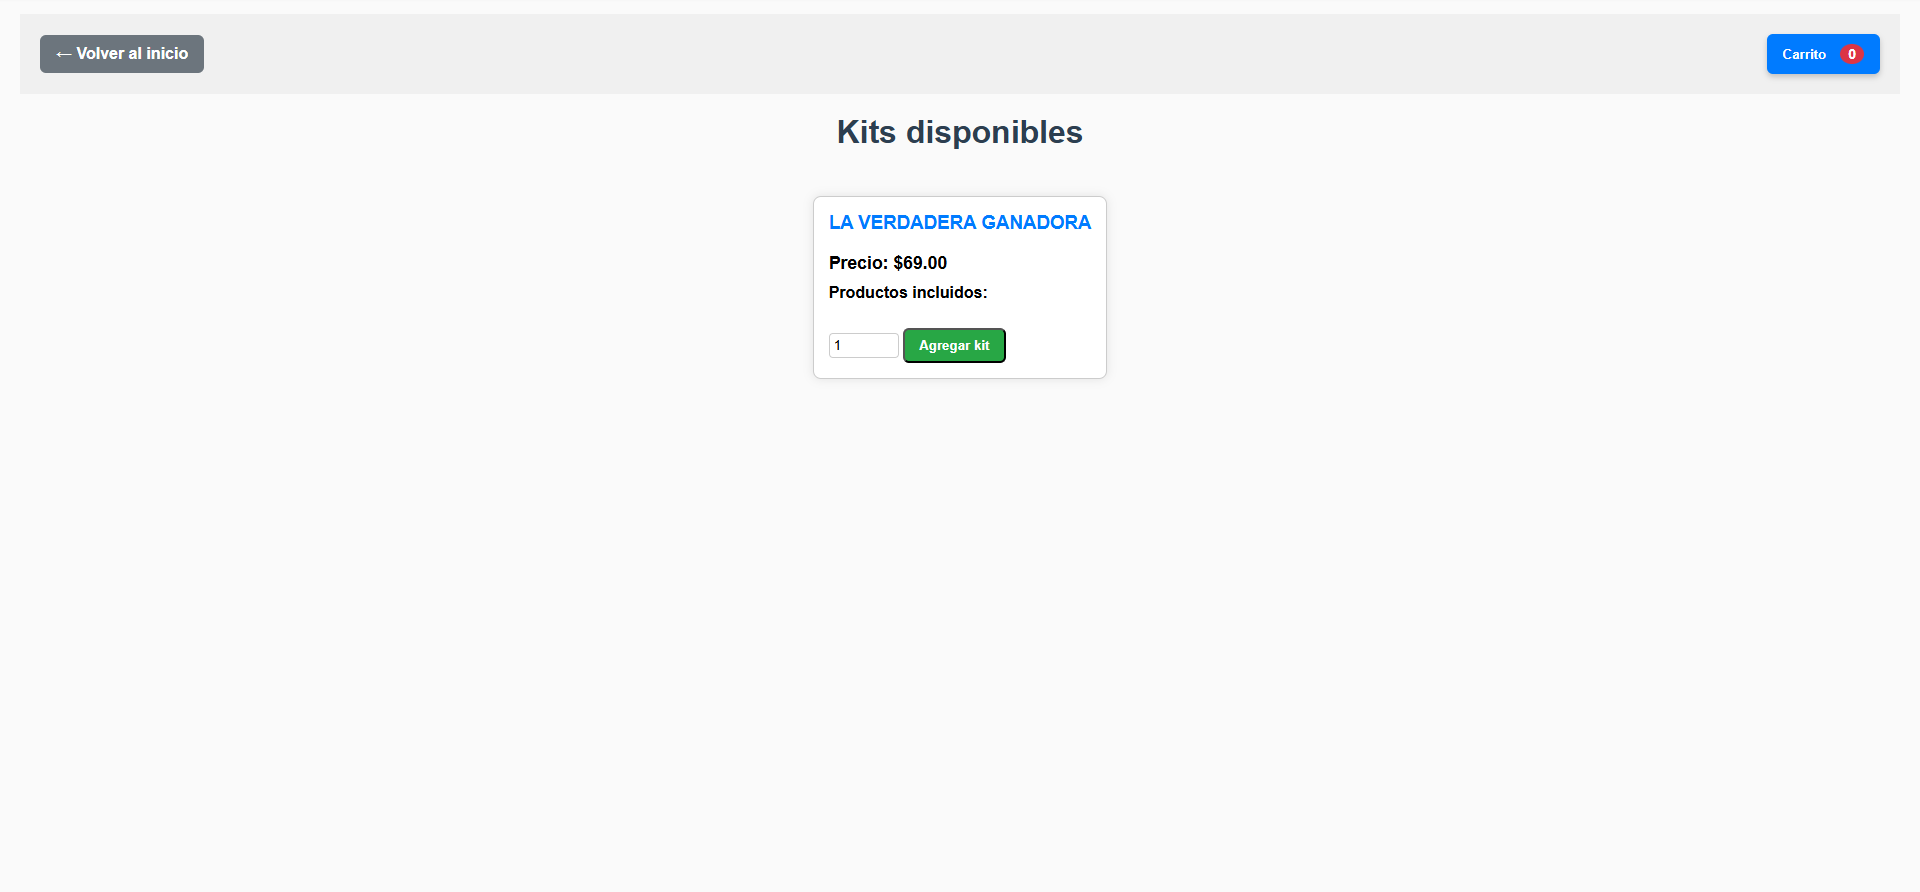 ← Volver al inicio
Carrito 0
Kits disponibles
LA VERDADERA GANADORA
Precio: $69.00
Productos incluidos:
1 Agregar kit